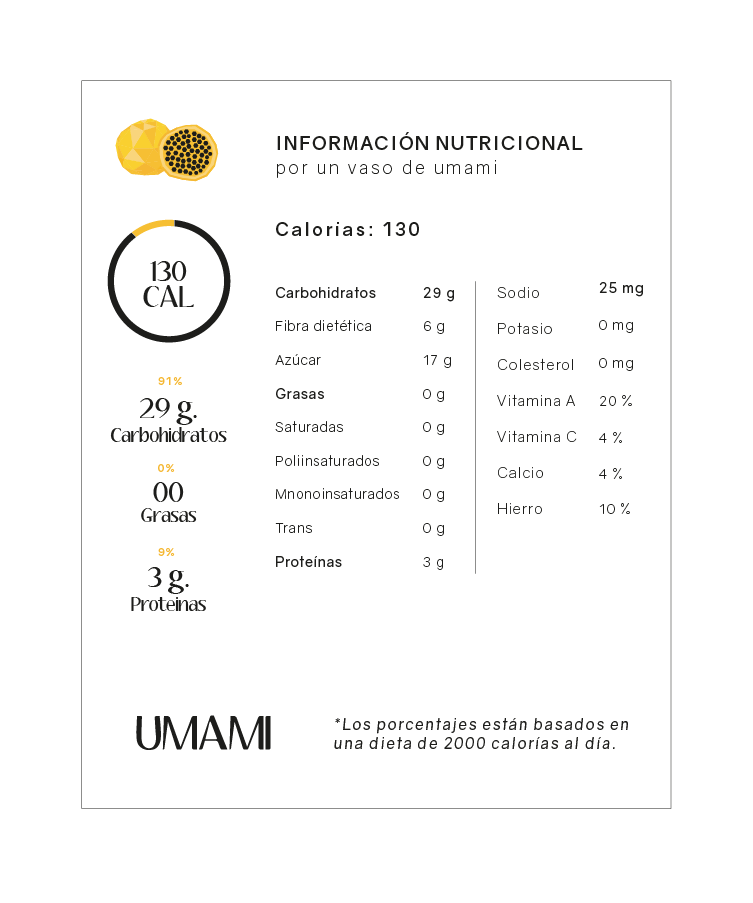 INFORMACIÓN NUTRICIONAL
por un vaso de umami
Calorías: 130
130
CAL
91%
29 g.
Carbohidratos
0%
00
Grasas
9%
3 g.
Proteinas
Carbohidratos 29 g
Fibra dietética 6 g
Azúcar 17 g
Grasas 0 g
Saturadas 0 g
Poliinsaturados 0 g
Mnonoinsaturados 0 g
Trans 0 g
Proteínas 3 g
Sodio 25 mg
Potasio 0 mg
Colesterol 0 mg
Vitamina A 20 %
Vitamina C 4 %
Calcio 4 %
Hierro 10 %
UMAMI
*Los porcentajes están basados en
una dieta de 2000 calorías al día.